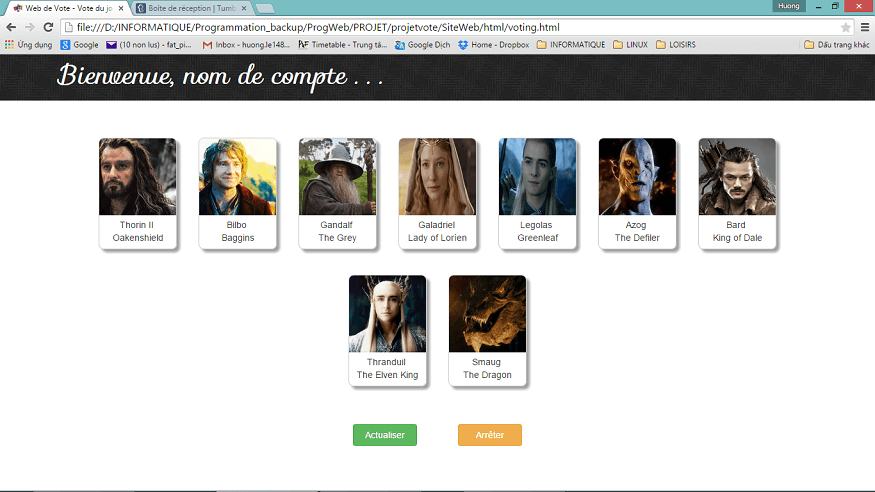 Huong
Web de Vote - Vote du jo
Boîte de réception | Tumb
file:///D:/INFORMATIQUE/Programmation_backup/ProgWeb/PROJET/projetvote/SiteWeb/html/voting.html
Ứng dụng
Google
(10 non lus) - fat_pi...
Inbox - huong.le148...
Timetable - Trung tâ...
Google Dịch
Home - Dropbox
INFORMATIQUE
LINUX
LOISIRS
Dấu trang khác
Bienvenue, nom de compte . . .
Thorin II
Oakenshield
Bilbo
Baggins
Gandalf
The Grey
Galadriel
Lady of Lorien
Legolas
Greenleaf
Azog
The Defiler
Bard
King of Dale
Thranduil
The Elven King
Smaug
The Dragon
Actualiser
Arrêter